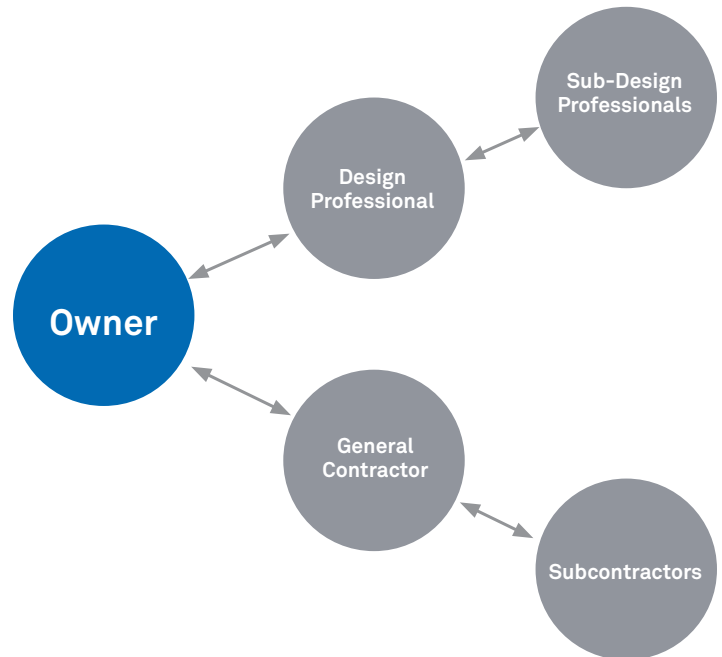 Sub-Design
Professionals
Design
Professional
Owner
General
Contractor
Subcontractors